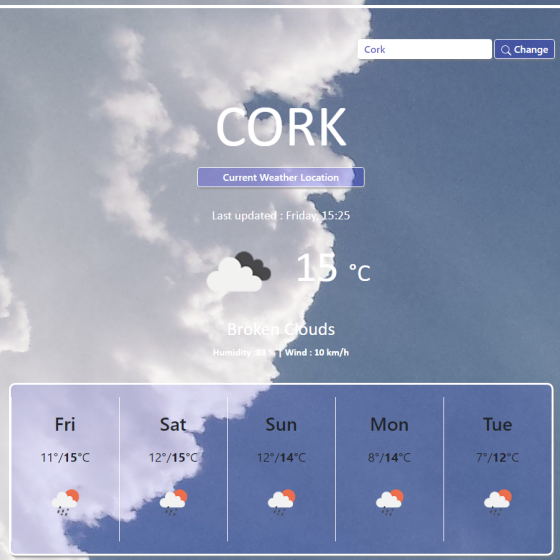 Cork
Change
CORK
Current Weather Location
Last updated : Friday, 15:25
15 °C
Broken Clouds
Humidity :83 % | Wind : 10 km/h
Fri Sat Sun Mon Tue
11°/15°C 12°/15°C 12°/14°C 8°/14°C 7°/12°C